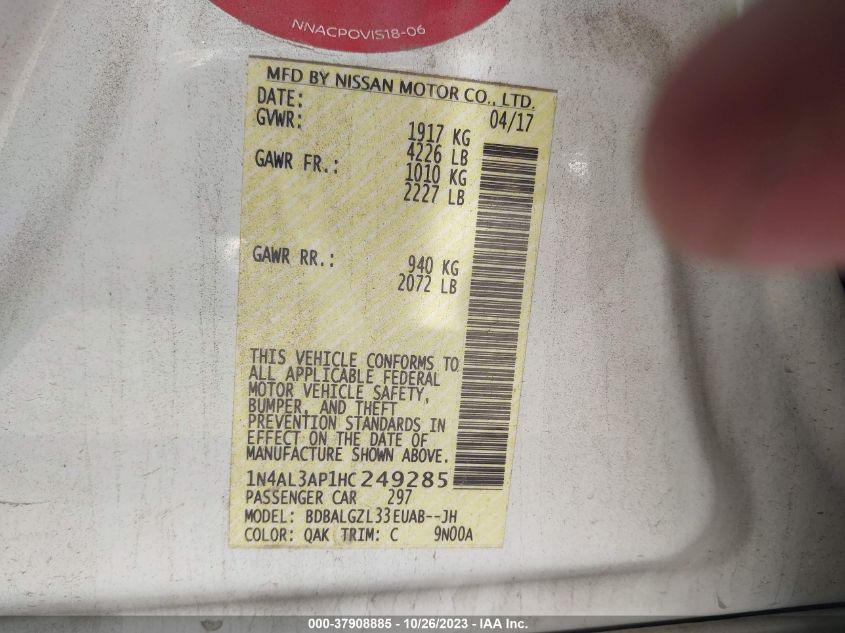 NNACPOVIS18-06
MFD BY NISSAN MOTOR CO., LTD.
DATE: 04/17
GVWR: 1917 KG
4226 LB
GAWR FR.: 1010 KG
2227 LB
GAWR RR.: 940 KG
2072 LB
THIS VEHICLE CONFORMS TO
ALL APPLICABLE FEDERAL
MOTOR VEHICLE SAFETY,
BUMPER, AND THEFT
PREVENTION STANDARDS IN
EFFECT ON THE DATE OF
MANUFACTURE SHOWN ABOVE.
1N4AL3AP1HC249285
PASSENGER CAR 297
MODEL: BDBALGZL33EUAB--JH
COLOR: QAK TRIM: C 9N00A
000-37908885 - 10/26/2023 - IAA Inc.